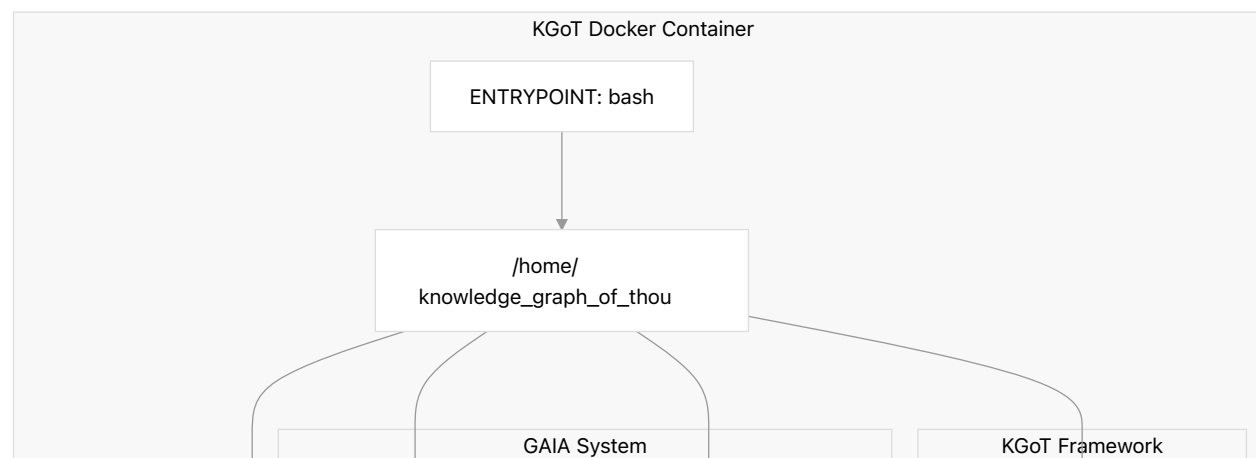 KGoT Docker Container
ENTRYPOINT: bash
/home/
knowledge_graph_of_thou
GAIA System
KGoT Framework